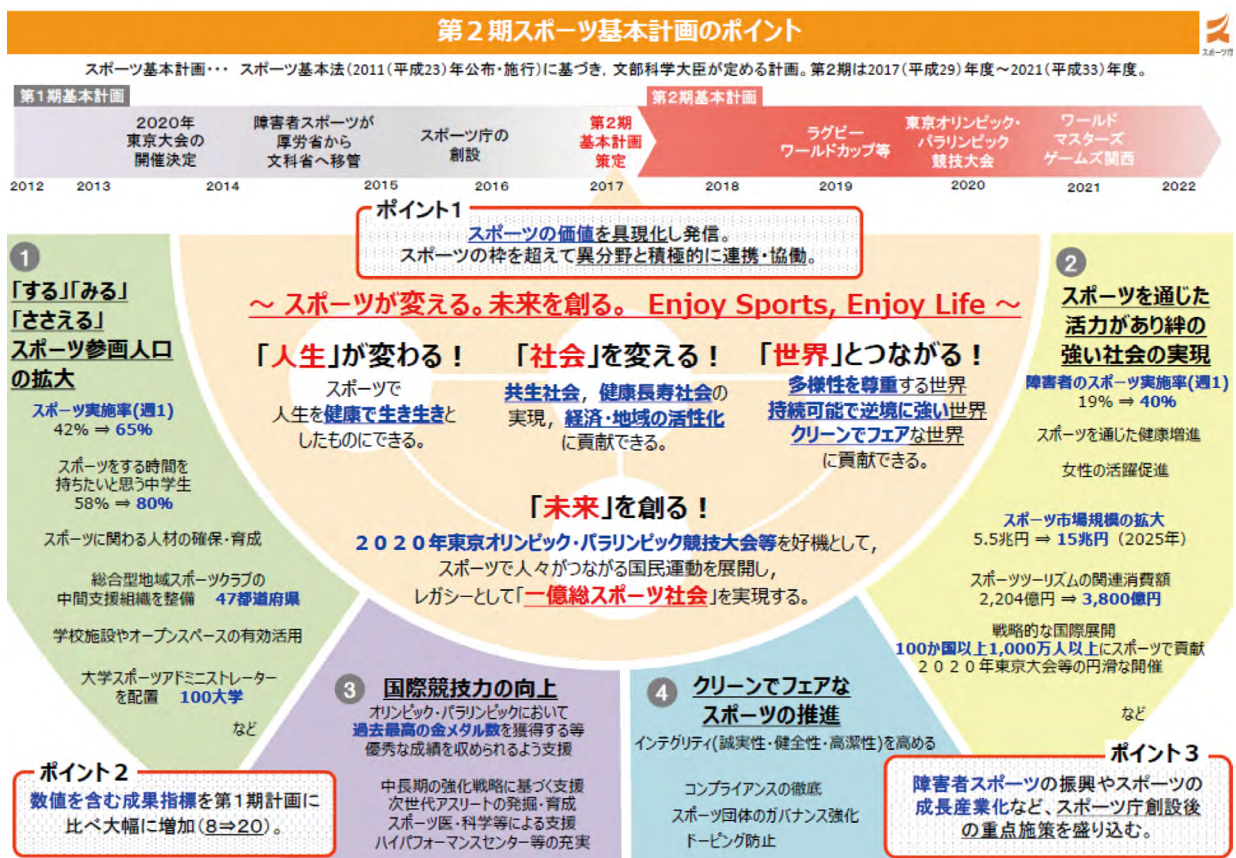 第２期スポーツ基本計画のポイント
スポーツ庁
スポーツ基本計画・・・ スポーツ基本法(2011(平成23)年公布・施行)に基づき，文部科学大臣が定める計画。第2期は2017(平成29)年度～2021(平成33)年度。
第1期基本計画
第2期基本計画
2020年
東京大会の
開催決定
障害者スポーツが
厚労省から
文科省へ移管
スポーツ庁の
創設
第2期
基本計画
策定
ラグビー
ワールドカップ等
東京オリンピック・
パラリンピック
競技大会
ワールド
マスターズ
ゲームズ関西
2012 2013 2014 2015 2016 2017 2018 2019 2020 2021 2022
ポイント1
スポーツの価値を具現化し発信。
スポーツの枠を超えて異分野と積極的に連携・協働。
～ スポーツが変える。未来を創る。 Enjoy Sports, Enjoy Life ～
「人生」が変わる！
スポーツで
人生を健康で生き生きと
したものにできる。
「社会」を変える！
共生社会，健康長寿社会の
実現，経済・地域の活性化
に貢献できる。
「世界」とつながる！
多様性を尊重する世界
持続可能で逆境に強い世界
クリーンでフェアな世界
に貢献できる。
「未来」を創る！
２０２０年東京オリンピック・パラリンピック競技大会等を好機として，
スポーツで人々がつながる国民運動を展開し，
レガシーとして「一億総スポーツ社会」を実現する。
1
「する」「みる」
「ささえる」
スポーツ参画人口
の拡大
スポーツ実施率(週1)
42% ⇒ 65%
スポーツをする時間を
持ちたいと思う中学生
58% ⇒ 80%
スポーツに関わる人材の確保・育成
総合型地域スポーツクラブの
中間支援組織を整備 47都道府県
学校施設やオープンスペースの有効活用
大学スポーツアドミニストレーター
を配置 100大学
など
2
スポーツを通じた
活力があり絆の
強い社会の実現
障害者のスポーツ実施率(週1)
19% ⇒ 40%
スポーツを通じた健康増進
女性の活躍促進
スポーツ市場規模の拡大
5.5兆円 ⇒ 15兆円（2025年）
スポーツツーリズムの関連消費額
2,204億円 ⇒ 3,800億円
戦略的な国際展開
100か国以上1,000万人以上にスポーツで貢献
２０２０年東京大会等の円滑な開催
など
3
国際競技力の向上
オリンピック・パラリンピックにおいて
過去最高の金メダル数を獲得する等
優秀な成績を収められるよう支援
中長期の強化戦略に基づく支援
次世代アスリートの発掘・育成
スポーツ医・科学等による支援
ハイパフォーマンスセンター等の充実
4
クリーンでフェアな
スポーツの推進
インテグリティ(誠実性・健全性・高潔性)を高める
コンプライアンスの徹底
スポーツ団体のガバナンス強化
ドーピング防止
ポイント２
数値を含む成果指標を第１期計画に
比べ大幅に増加(8⇒20)。
ポイント３
障害者スポーツの振興やスポーツの
成長産業化など、スポーツ庁創設後
の重点施策を盛り込む。